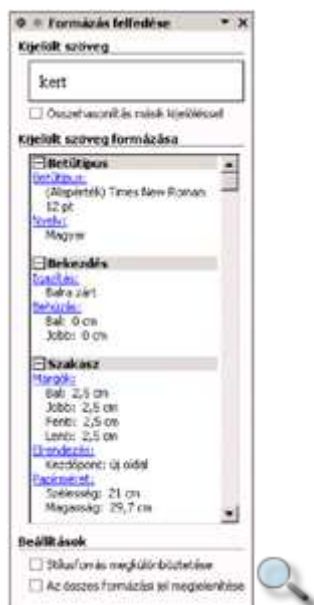 Formázás felfedése
Kijelölt szöveg
kert
Összehasonlítás másik kijelöléssel
Kijelölt szöveg formázása
Betűtípus
Betűtípus:
(Alapérték) Times New Roman
12 pt
Nyelv:
Magyar
Bekezdés
Igazítás:
Balra zárt
Behúzás:
Bal: 0 cm
Jobb: 0 cm
Szakasz
Margók:
Bal: 2,5 cm
Jobb: 2,5 cm
Fent: 2,5 cm
Lent: 2,5 cm
Elrendezés:
Kezdőpont: új oldal
Papírméret:
Szélesség: 21 cm
Magasság: 29,7 cm
Beállítások
Stílusforrás megkülönböztetése
Az összes formázási jel megjelenítése